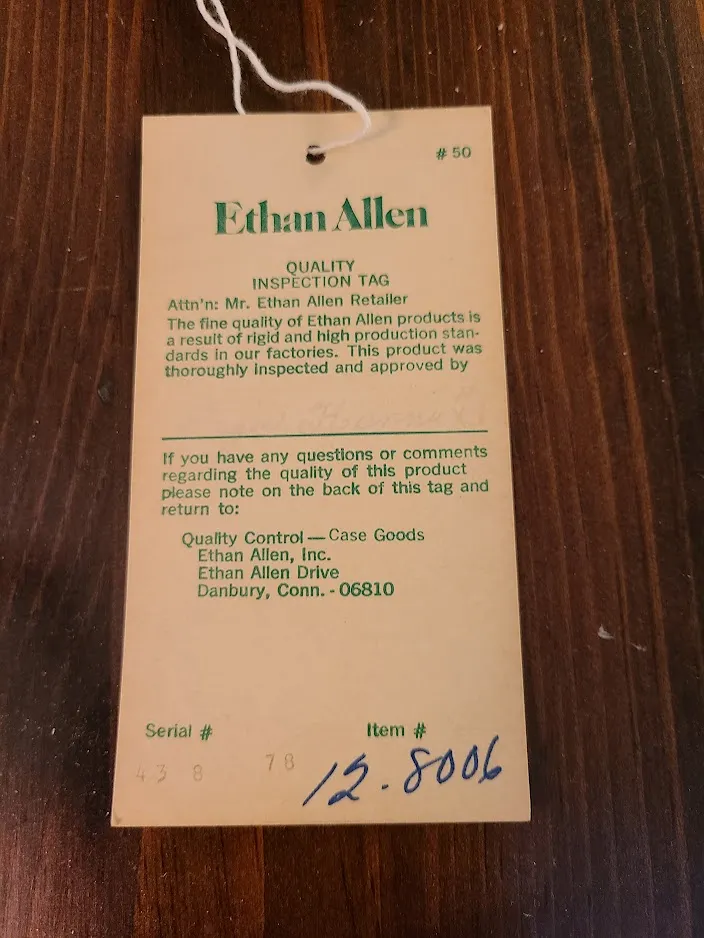 # 50
Ethan Allen
QUALITY
INSPECTION TAG
Attn'n: Mr. Ethan Allen Retailer
The fine quality of Ethan Allen products is
a result of rigid and high production stan-
dards in our factories. This product was
thoroughly inspected and approved by
If you have any questions or comments
regarding the quality of this product
please note on the back of this tag and
return to:
Quality Control — Case Goods
Ethan Allen, Inc.
Ethan Allen Drive
Danbury, Conn. - 06810
Serial # Item #
43 8 78 12.8006